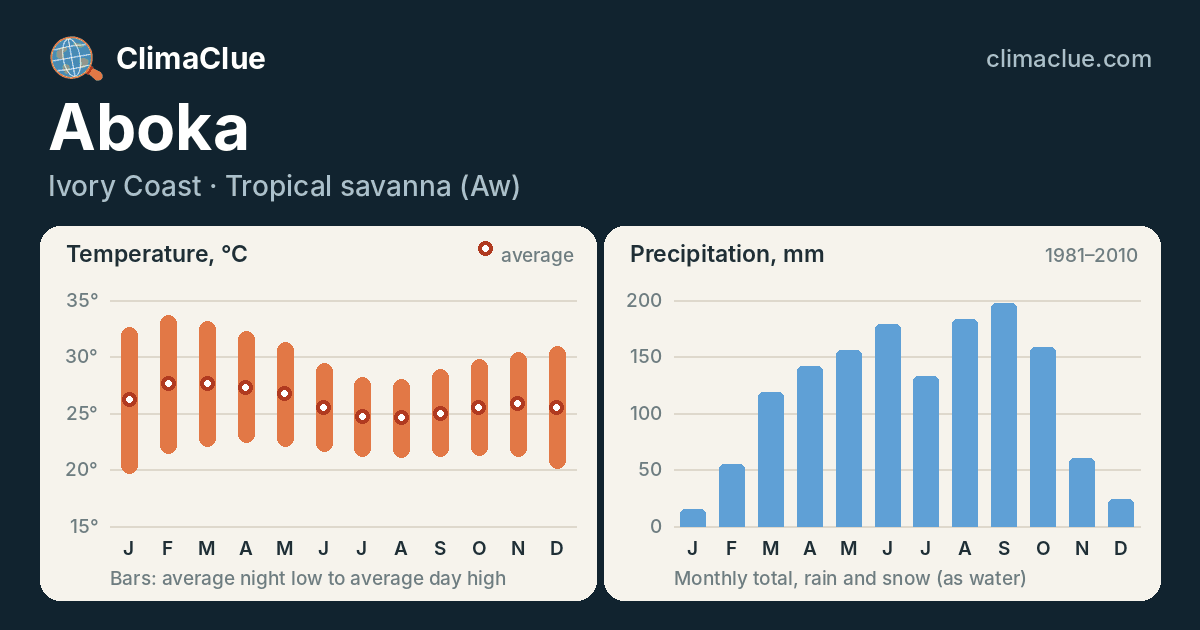 ClimaClue
climaclue.com
Aboka
Ivory Coast · Tropical savanna (Aw)
Temperature, °C
average
35°
30°
25°
20°
15°
J F M A M J J A S O N D
Bars: average night low to average day high
Precipitation, mm
1981–2010
200
150
100
50
0
J F M A M J J A S O N D
Monthly total, rain and snow (as water)